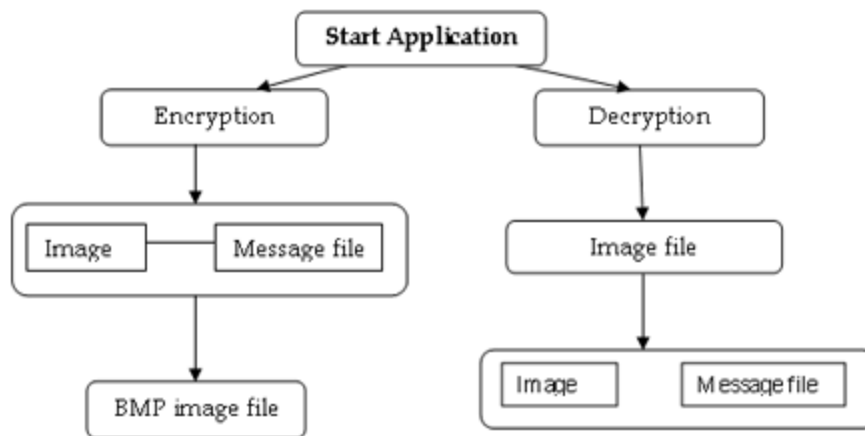 Start Application
Encryption
Decryption
Image
Message file
Image file
BMP image file
Image
Message file